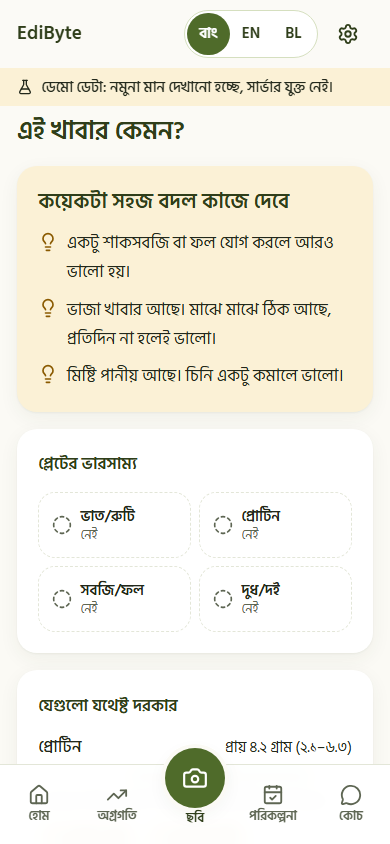 EdiByte
বাং EN BL
ডেমো ডেটা: নমুনা মান দেখানো হচ্ছে, সার্ভার যুক্ত নেই।
এই খাবার কেমন?
কয়েকটা সহজ বদল কাজে দেবে
একটু শাকসবজি বা ফল যোগ করলে আরও
ভালো হয়।
ভাজা খাবার আছে। মাঝে মাঝে ঠিক আছে,
প্রতিদিন না হলেই ভালো।
মিষ্টি পানীয় আছে। চিনি একটু কমালে ভালো।
প্লেটের ভারসাম্য
ভাত/রুটি
নেই
প্রোটিন
নেই
সবজি/ফল
নেই
দুধ/দই
নেই
যেগুলো যথেষ্ট দরকার
প্রোটিন প্রায় ৪.২ গ্রাম (২.১–৬.৩)
হোম অগ্রগতি ছবি পরিকল্পনা কোচ